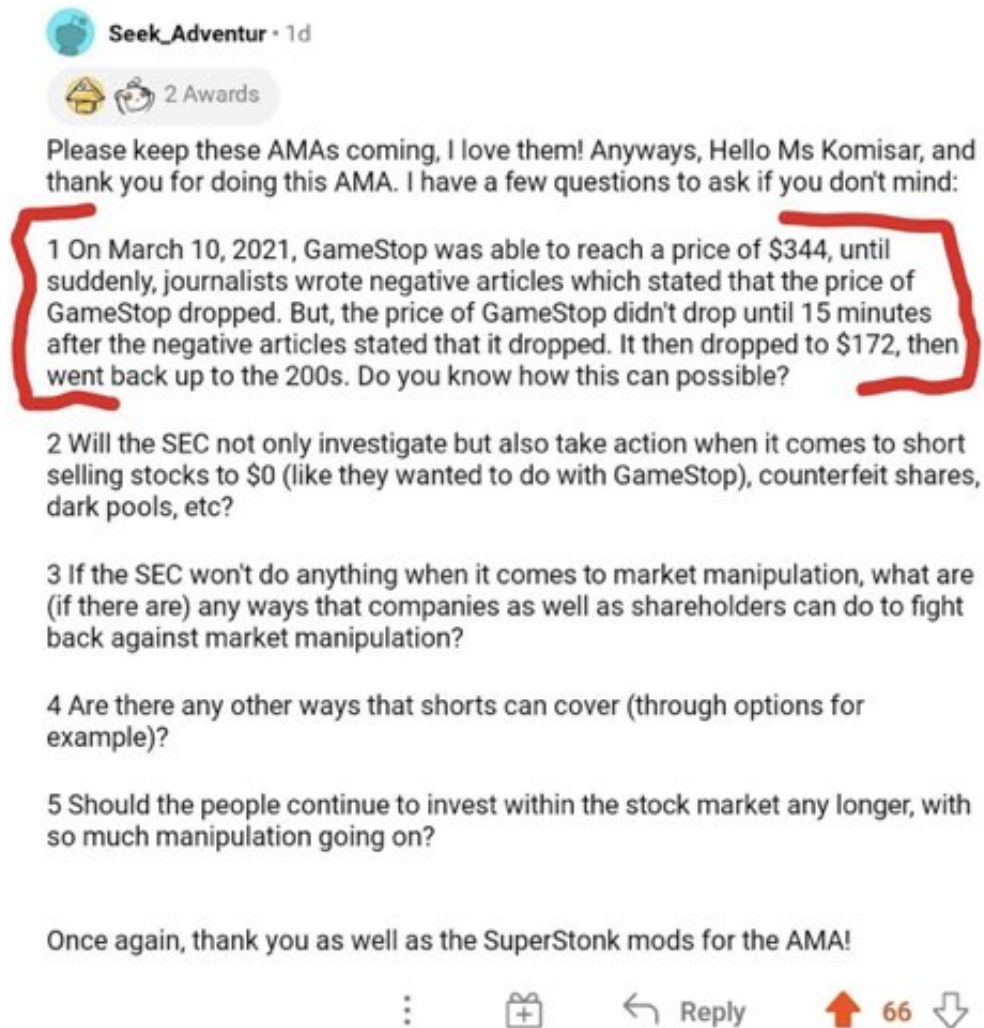 Seek_Adventur • 1d
2 Awards
Please keep these AMAs coming, I love them! Anyways, Hello Ms Komisar, and
thank you for doing this AMA. I have a few questions to ask if you don't mind:
1 On March 10, 2021, GameStop was able to reach a price of $344, until
suddenly, journalists wrote negative articles which stated that the price of
GameStop dropped. But, the price of GameStop didn't drop until 15 minutes
after the negative articles stated that it dropped. It then dropped to $172, then
went back up to the 200s. Do you know how this can possible?
2 Will the SEC not only investigate but also take action when it comes to short
selling stocks to $0 (like they wanted to do with GameStop), counterfeit shares,
dark pools, etc?
3 If the SEC won't do anything when it comes to market manipulation, what are
(if there are) any ways that companies as well as shareholders can do to fight
back against market manipulation?
4 Are there any other ways that shorts can cover (through options for
example)?
5 Should the people continue to invest within the stock market any longer, with
so much manipulation going on?
Once again, thank you as well as the SuperStonk mods for the AMA!
Reply 66